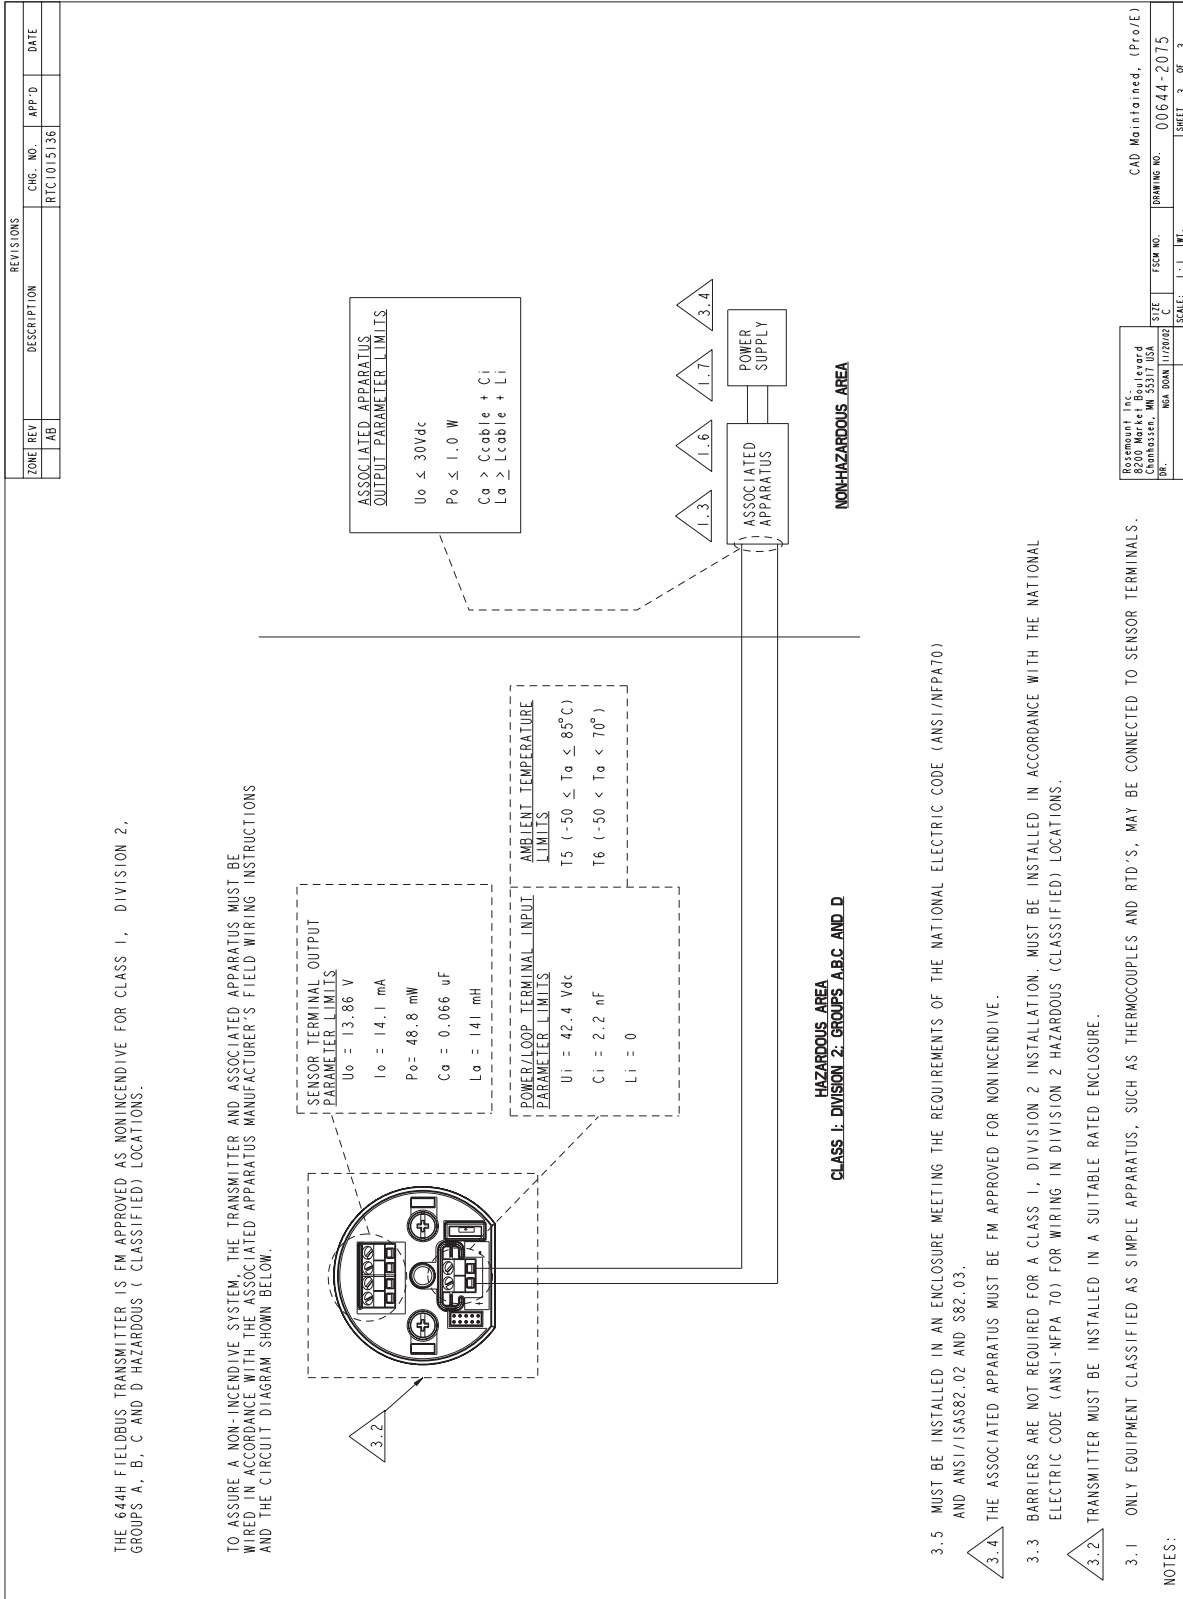 REVISIONS
ZONE REV DESCRIPTION CHG. NO. APP'D DATE
AB RTC1015136
THE 644H FIELDBUS TRANSMITTER IS FM APPROVED AS NONINCENDIVE FOR CLASS I, DIVISION 2,
GROUPS A, B, C AND D HAZARDOUS ( CLASSIFIED) LOCATIONS.
TO ASSURE A NON-INCENDIVE SYSTEM, THE TRANSMITTER AND ASSOCIATED APPARATUS MUST BE
WIRED IN ACCORDANCE WITH THE ASSOCIATED APPARATUS MANUFACTURER'S FIELD WIRING INSTRUCTIONS
AND THE CIRCUIT DIAGRAM SHOWN BELOW.
3.2
SENSOR TERMINAL OUTPUT
PARAMETER LIMITS
Uo = 13.86 V
Io = 14.1 mA
Po= 48.8 mW
Ca = 0.066 uF
La = 141 mH
POWER/LOOP TERMINAL INPUT
PARAMETER LIMITS
Ui = 42.4 Vdc
Ci = 2.2 nF
Li = 0
AMBIENT TEMPERATURE
LIMITS
T5 (-50 ≤ Ta ≤ 85°C)
T6 (-50 < Ta < 70°)
ASSOCIATED APPARATUS
OUTPUT PARAMETER LIMITS
Uo ≤ 30Vdc
Po ≤ 1.0 W
Ca > Ccable + Ci
La ≥ Lcable + Li
1.3
1.6
1.7
3.4
ASSOCIATED
APPARATUS
POWER
SUPPLY
HAZARDOUS AREA
CLASS I; DIVISION 2; GROUPS A,B,C AND D
NON-HAZARDOUS AREA
3.5 MUST BE INSTALLED IN AN ENCLOSURE MEETING THE REQUIREMENTS OF THE NATIONAL ELECTRIC CODE (ANSI/NFPA70)
AND ANSI/ISAS82.02 AND S82.03.
3.4 THE ASSOCIATED APPARATUS MUST BE FM APPROVED FOR NONINCENDIVE.
3.3 BARRIERS ARE NOT REQUIRED FOR A CLASS I, DIVISION 2 INSTALLATION. MUST BE INSTALLED IN ACCORDANCE WITH THE NATIONAL
ELECTRIC CODE (ANSI-NFPA 70) FOR WIRING IN DIVISION 2 HAZARDOUS (CLASSIFIED) LOCATIONS.
3.2 TRANSMITTER MUST BE INSTALLED IN A SUITABLE RATED ENCLOSURE.
3.1 ONLY EQUIPMENT CLASSIFIED AS SIMPLE APPARATUS, SUCH AS THERMOCOUPLES AND RTD'S, MAY BE CONNECTED TO SENSOR TERMINALS.
NOTES:
CAD Maintained, (Pro/E)
Rosemount Inc.
8200 Market Boulevard
Chanhassen, MN 55317 USA
DR. NGA DOAN 11/20/02
SIZE C FSCM NO. DRAWING NO. 00644-2075
SCALE: 1:1 WT. SHEET 3 OF 3